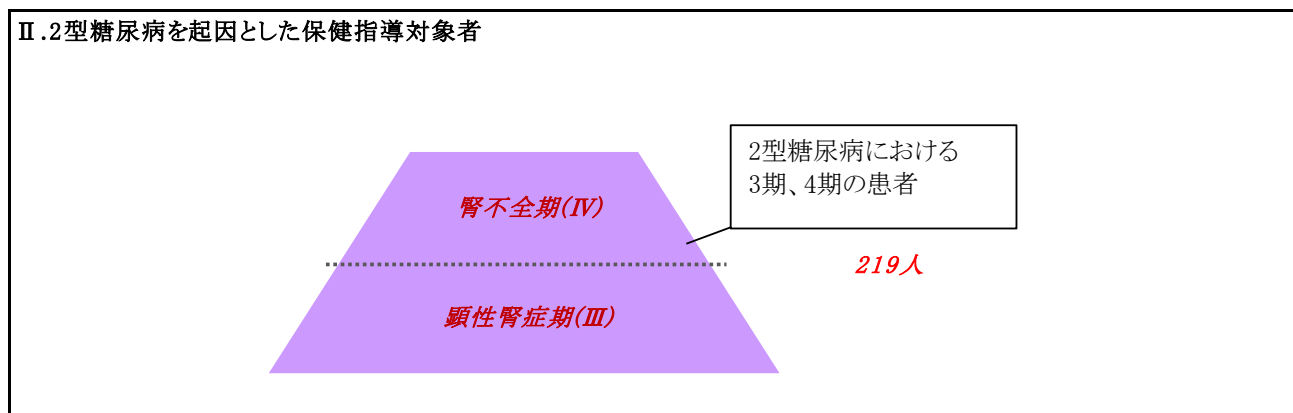 Ⅱ.2型糖尿病を起因とした保健指導対象者
2型糖尿病における
3期、4期の患者
腎不全期(Ⅳ)
219人
顕性腎症期(Ⅲ)